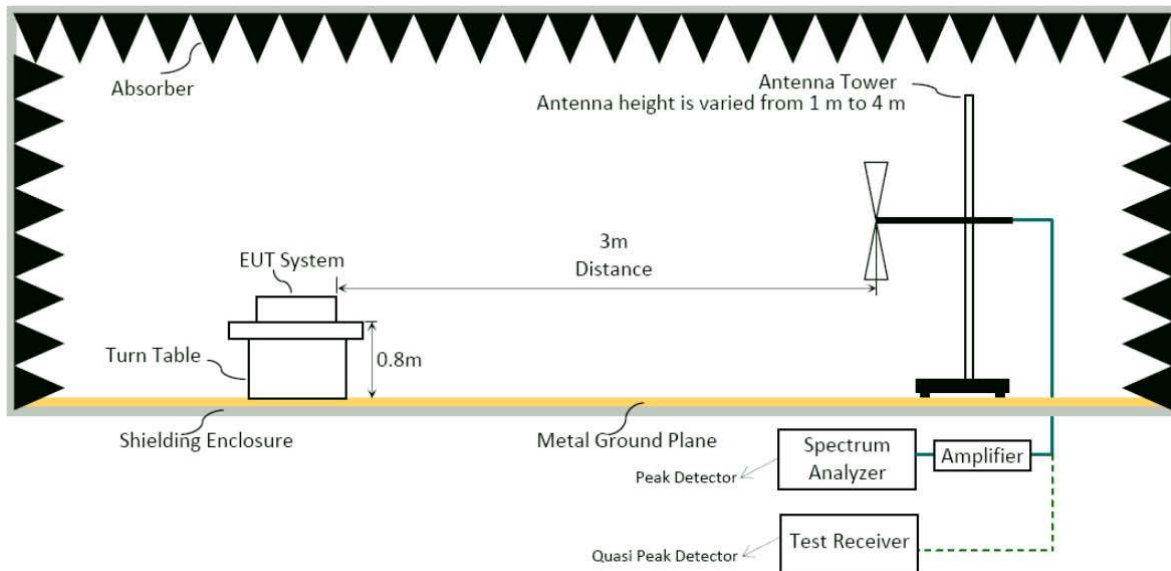 Absorber
Antenna Tower
Antenna height is varied from 1 m to 4 m
3m
Distance
EUT System
Turn Table
0.8m
Shielding Enclosure
Metal Ground Plane
Spectrum
Analyzer
Amplifier
Peak Detector
Test Receiver
Quasi Peak Detector